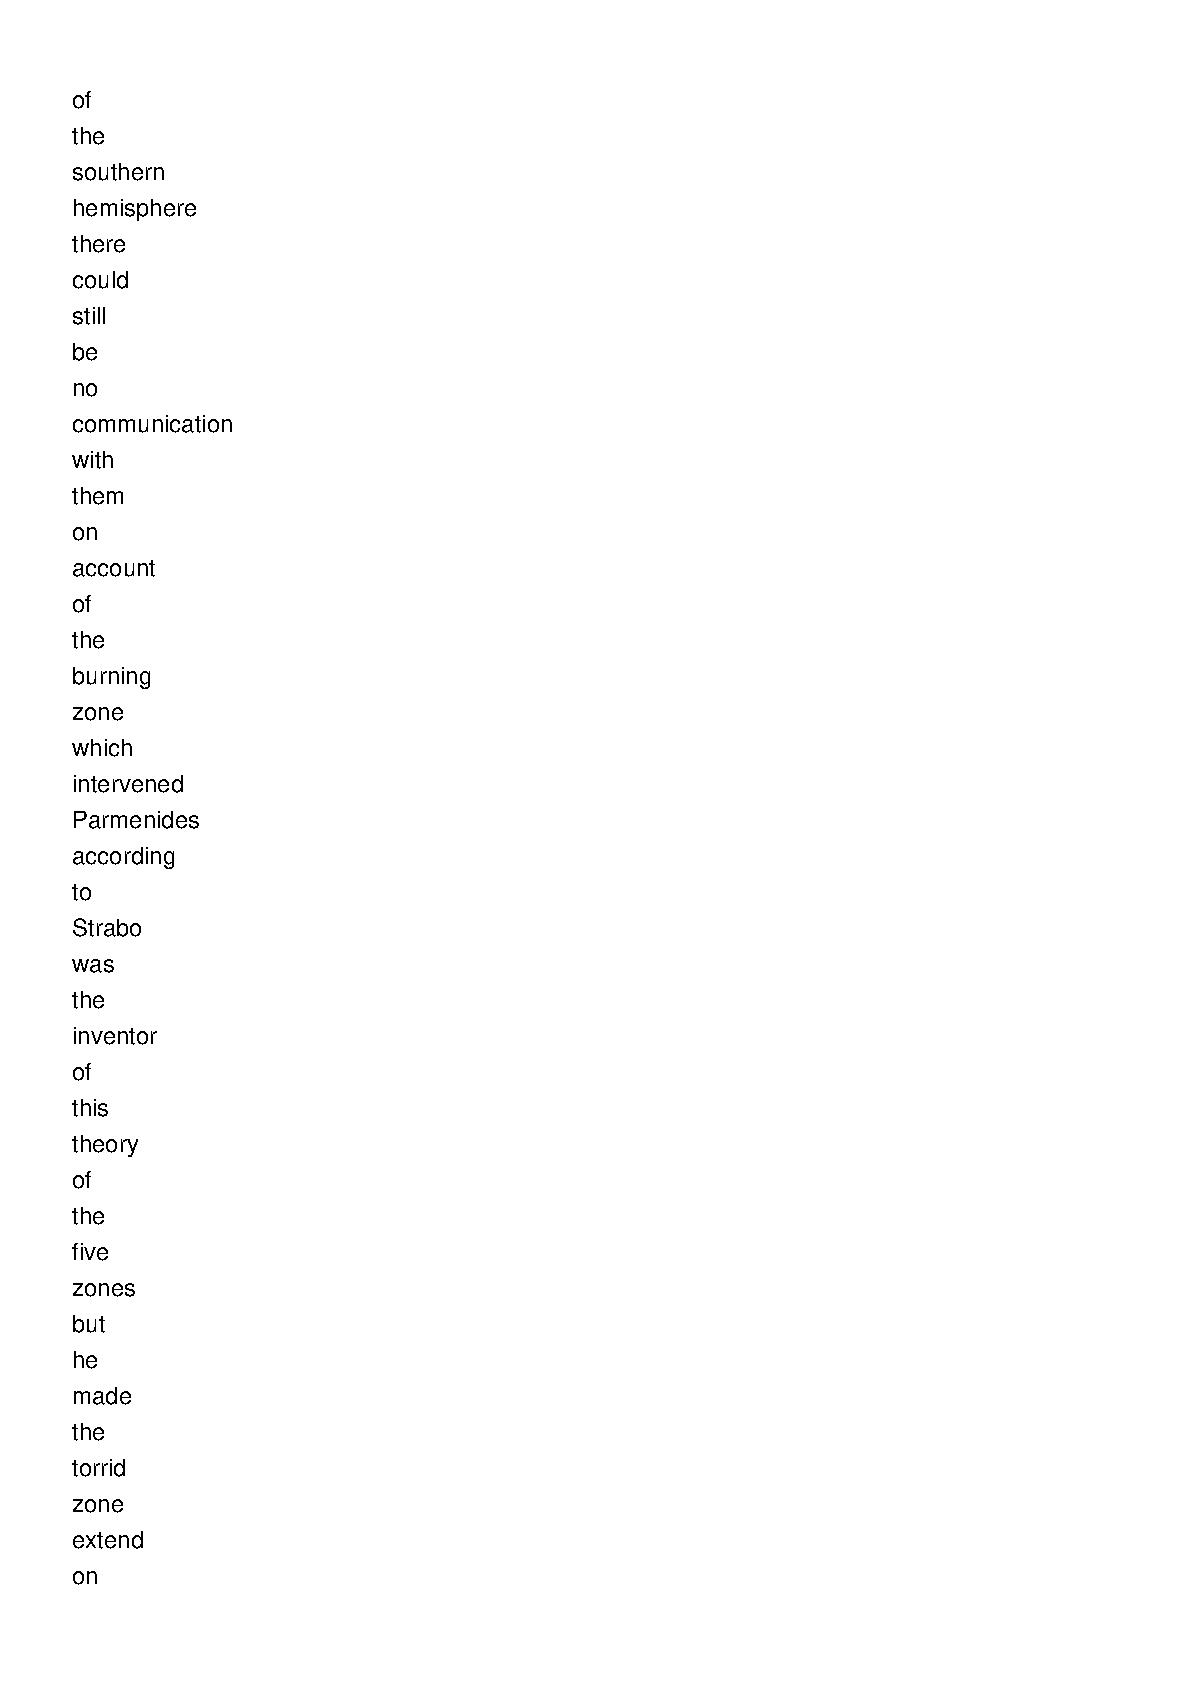 of
the
southern
hemisphere
there
could
still
be
no
communication
with
them
on
account
of
the
burning
zone
which
intervened
Parmenides
according
to
Strabo
was
the
inventor
of
this
theory
of
the
five
zones
but
he
made
the
torrid
zone
extend
on